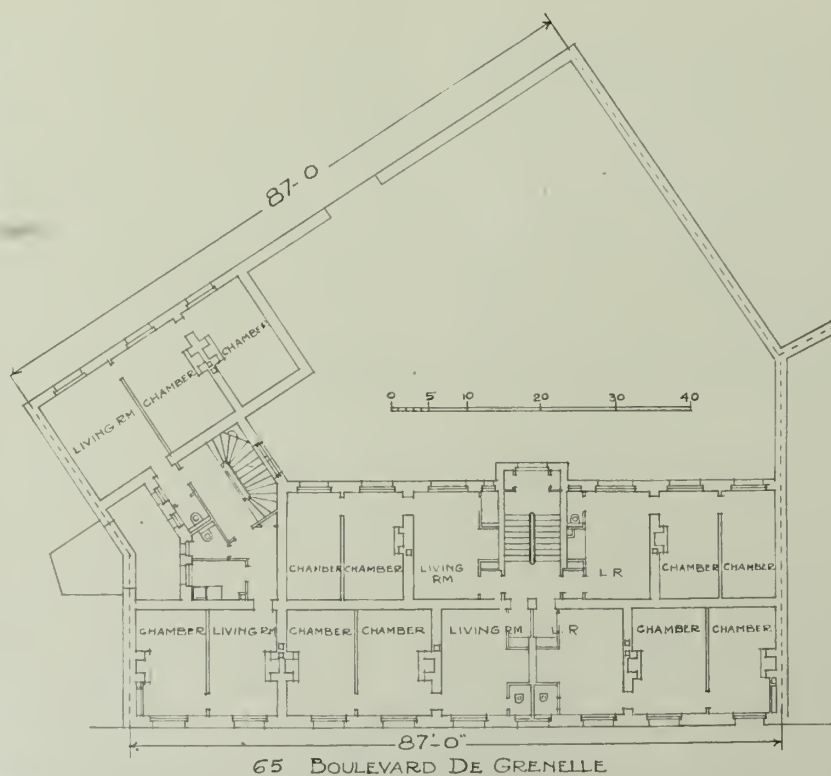 87-0
CHAMBER
CHAMBER
LIVING RM
0 5 10 20 30 40
CHAMBER CHAMBER LIVING RM L R CHAMBER CHAMBER
CHAMBER LIVING RM CHAMBER CHAMBER LIVING RM L.R CHAMBER CHAMBER
87'-0"
65 BOULEVARD DE GRENELLE